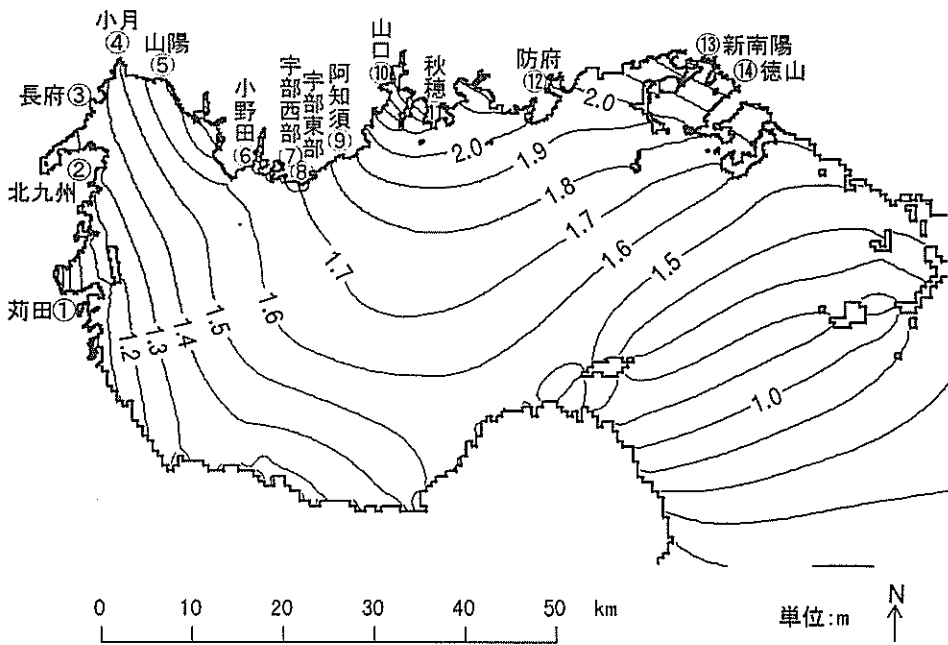 小月
④
山陽
⑤
長府③
②
北九州
苅田①
小野田
⑥
宇部西部
⑦
宇部東部
⑧
阿知須
⑨
山口
⑩
秋穂
⑪
防府
⑫
⑬新南陽
⑭徳山
2.0
2.0
1.9
1.8
1.7
1.6
1.5
1.7
1.6
1.5
1.4
1.3
1.2
1.0
0 10 20 30 40 50 km
単位:m
N